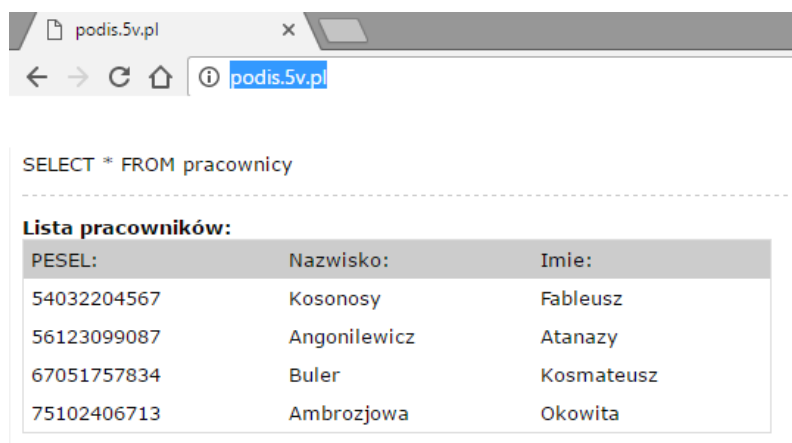 podis.5v.pl
podis.5v.pl
SELECT * FROM pracownicy
Lista pracowników:
PESEL: Nazwisko: Imie:
54032204567 Kosonosy Fableusz
56123099087 Angonilewicz Atanazy
67051757834 Buler Kosmateusz
75102406713 Ambrozjowa Okowita